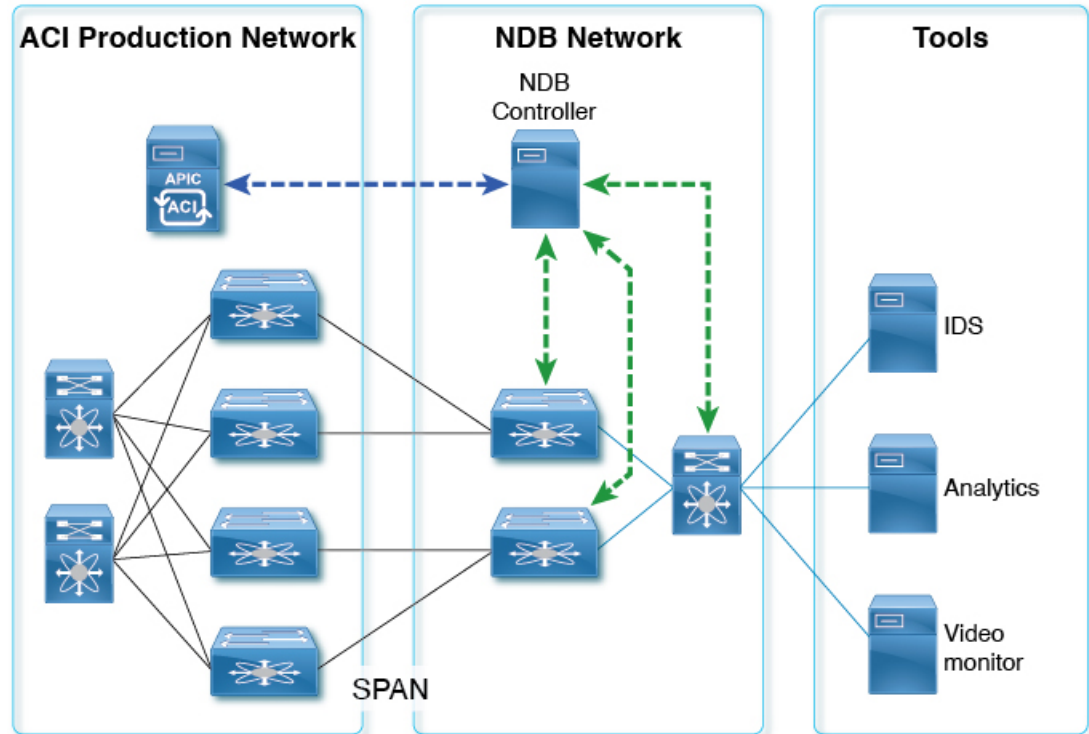 ACI Production Network
NDB Network
Tools
NDB
Controller
APIC
ACI
IDS
Analytics
Video
monitor
SPAN